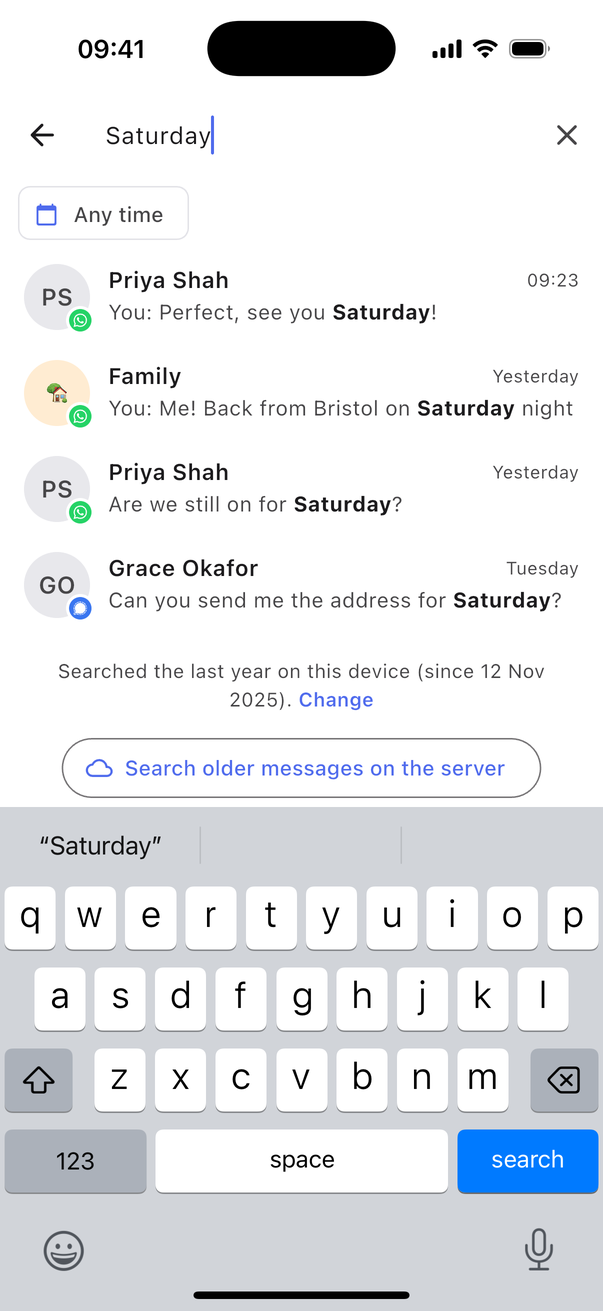 09:41
Saturday
Any time
Priya Shah
09:23
PS
You: Perfect, see you Saturday!
Family
Yesterday
You: Me! Back from Bristol on Saturday night
Priya Shah
Yesterday
PS
Are we still on for Saturday?
Grace Okafor
Tuesday
GO
Can you send me the address for Saturday?
Searched the last year on this device (since 12 Nov
2025). Change
Search older messages on the server
“Saturday”
q w e r t y u i o p
a s d f g h j k l
z x c v b n m
123 space search